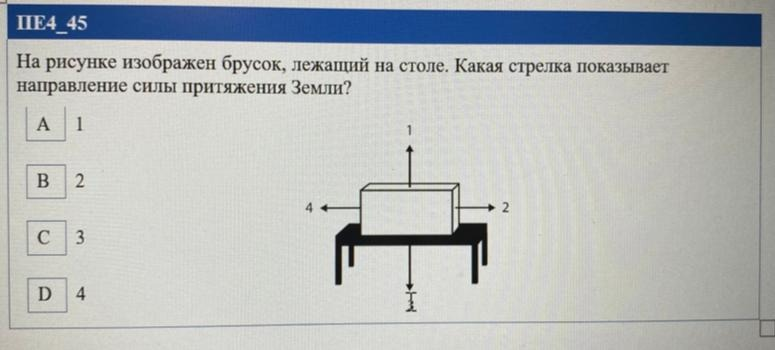 ПЕ4_45
На рисунке изображен брусок, лежащий на столе. Какая стрелка показывает
направление силы притяжения Земли?
A 1
B 2
C 3
D 4
1
4
2
3